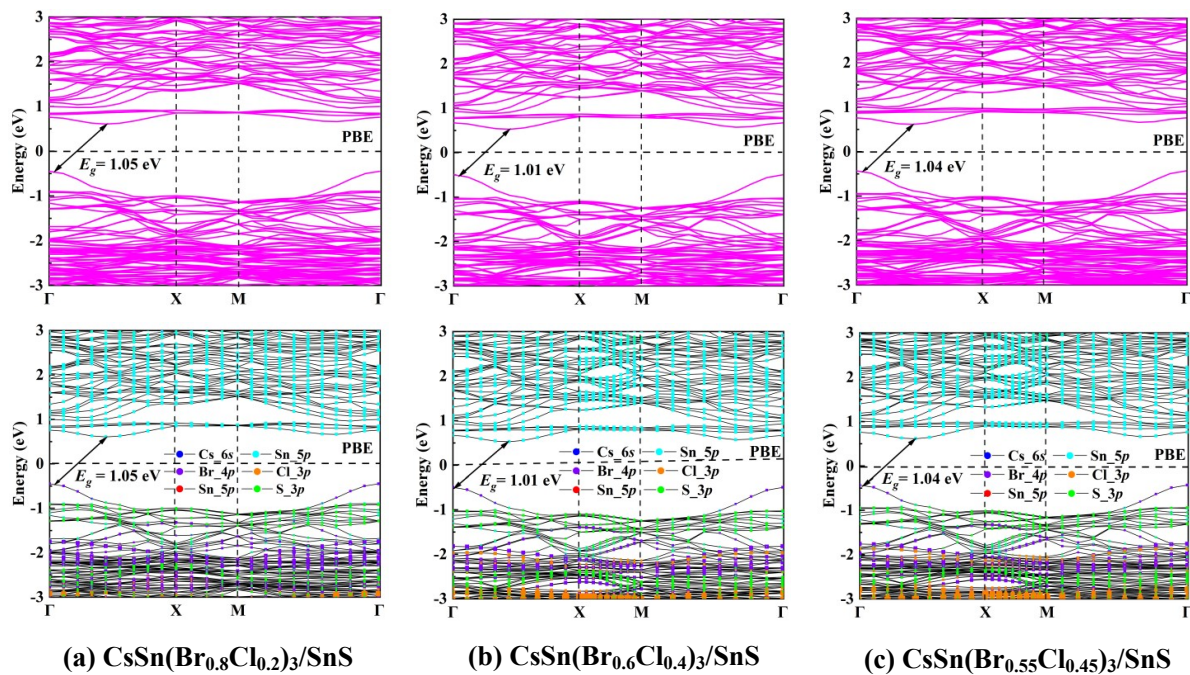 3
2
1
0
-1
-2
-3
Energy (eV)
PBE
E_g = 1.05 eV
Γ X M Γ
3
2
1
0
-1
-2
-3
Energy (eV)
PBE
E_g = 1.01 eV
Γ X M Γ
3
2
1
0
-1
-2
-3
Energy (eV)
PBE
E_g = 1.04 eV
Γ X M Γ
3
2
1
0
-1
-2
-3
Energy (eV)
PBE
Cs_6s Sn_5p
Br_4p Cl_3p
Sn_5p S_3p
E_g = 1.05 eV
Γ X M Γ
3
2
1
0
-1
-2
-3
Energy (eV)
PBE
Cs_6s Sn_5p
Br_4p Cl_3p
Sn_5p S_3p
E_g = 1.01 eV
Γ X M Γ
3
2
1
0
-1
-2
-3
Energy (eV)
PBE
Cs_6s Sn_5p
Br_4p Cl_3p
Sn_5p S_3p
E_g = 1.04 eV
Γ X M Γ
(a) CsSn(Br₀.₈Cl₀.₂)₃/SnS
(b) CsSn(Br₀.₆Cl₀.₄)₃/SnS
(c) CsSn(Br₀.₅₅Cl₀.₄₅)₃/SnS